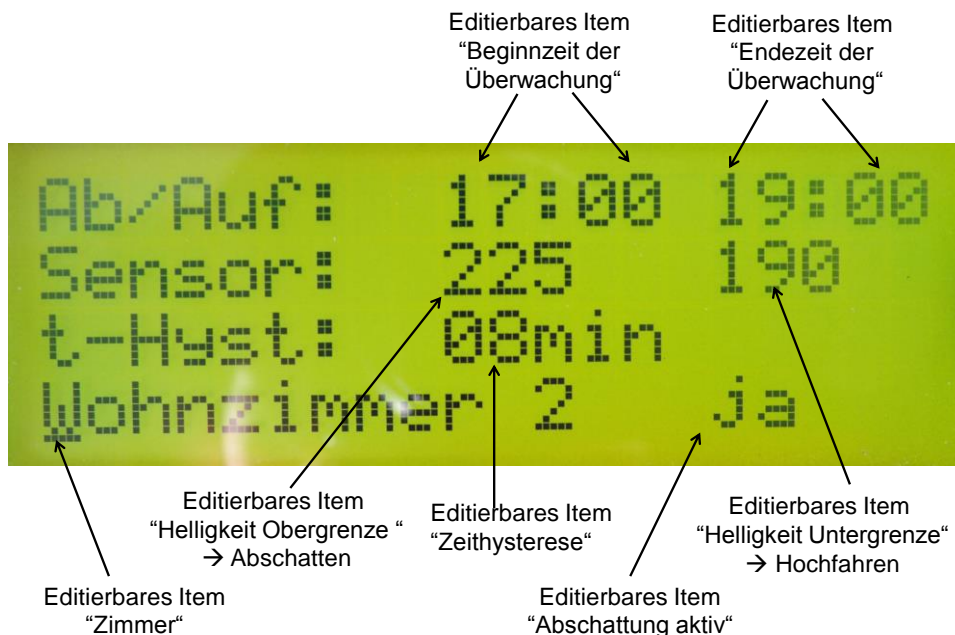 Editierbares Item
“Beginnzeit der
Überwachung“
Editierbares Item
“Endezeit der
Überwachung“
Ab/Auf: 17:00 19:00
Sensor: 225 190
t-Hyst: 08min
Wohnzimmer 2 ja
Editierbares Item
“Helligkeit Obergrenze “
→ Abschatten
Editierbares Item
“Zeithysterese“
Editierbares Item
“Helligkeit Untergrenze“
→ Hochfahren
Editierbares Item
“Zimmer“
Editierbares Item
“Abschattung aktiv“